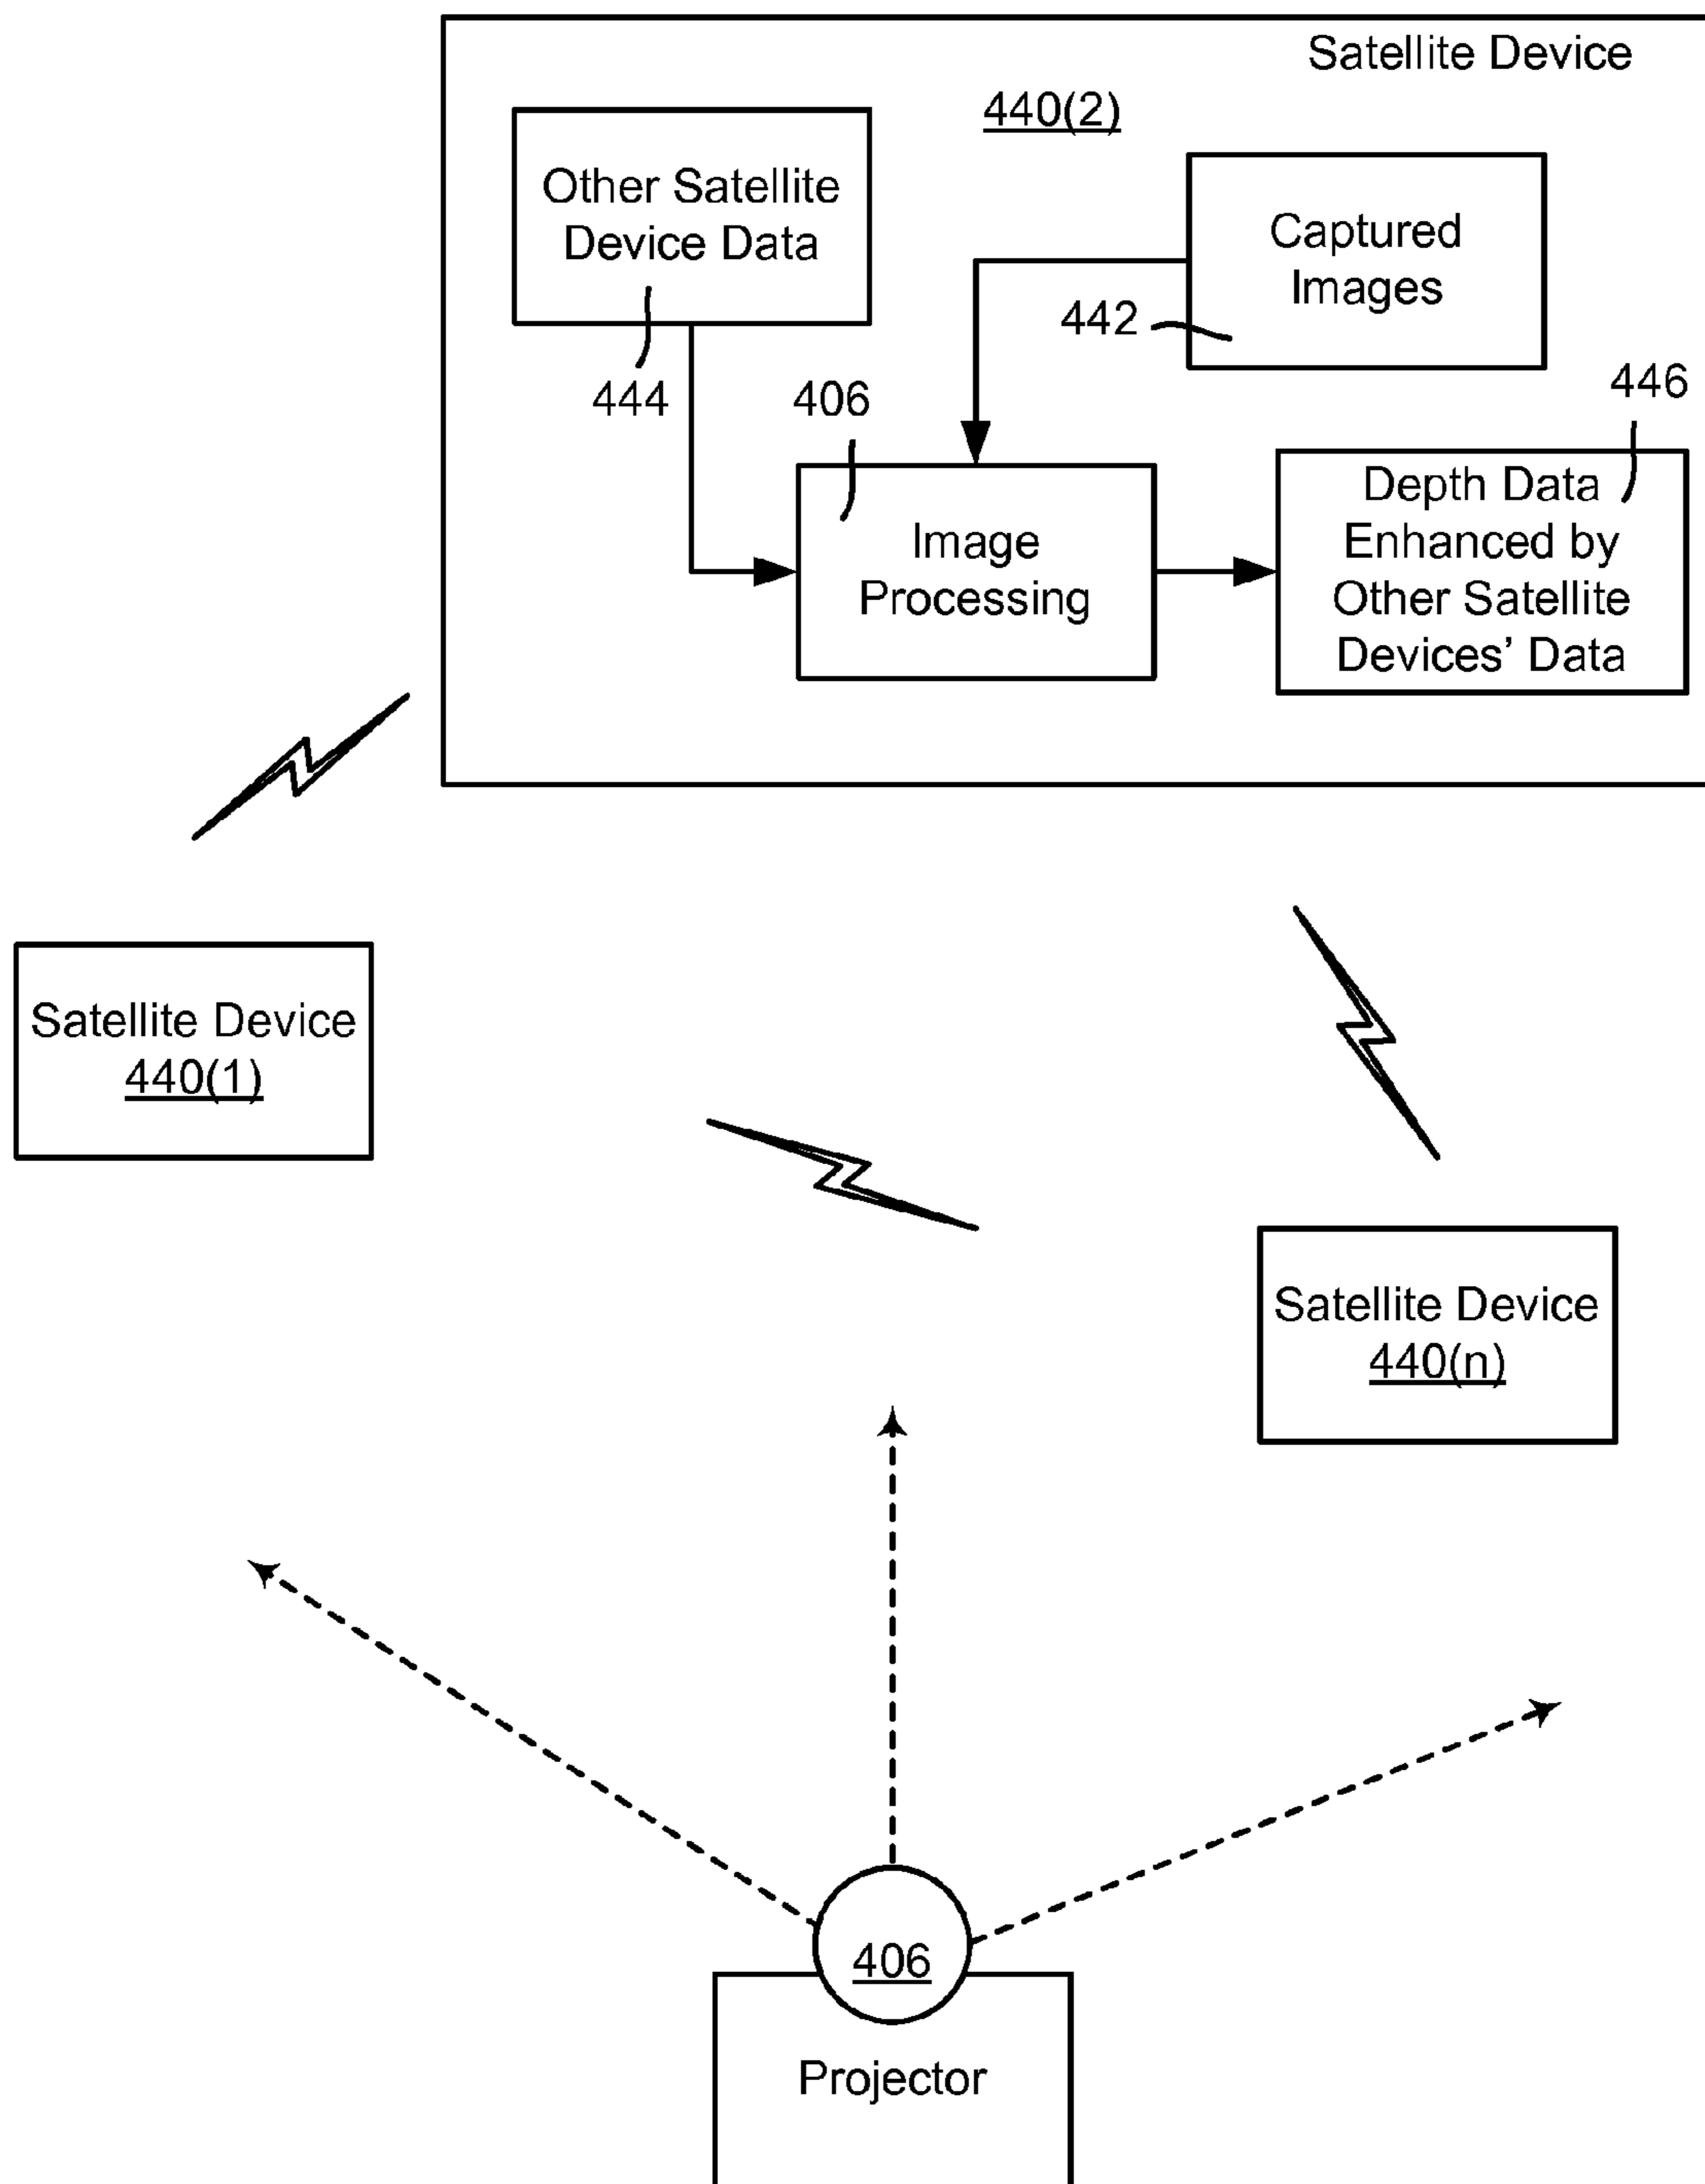 Satellite Device
440(2)
Other Satellite
Device Data
444
Captured
Images
442
406
Image
Processing
446
Depth Data
Enhanced by
Other Satellite
Devices’ Data
Satellite Device
440(1)
Satellite Device
440(n)
406
Projector